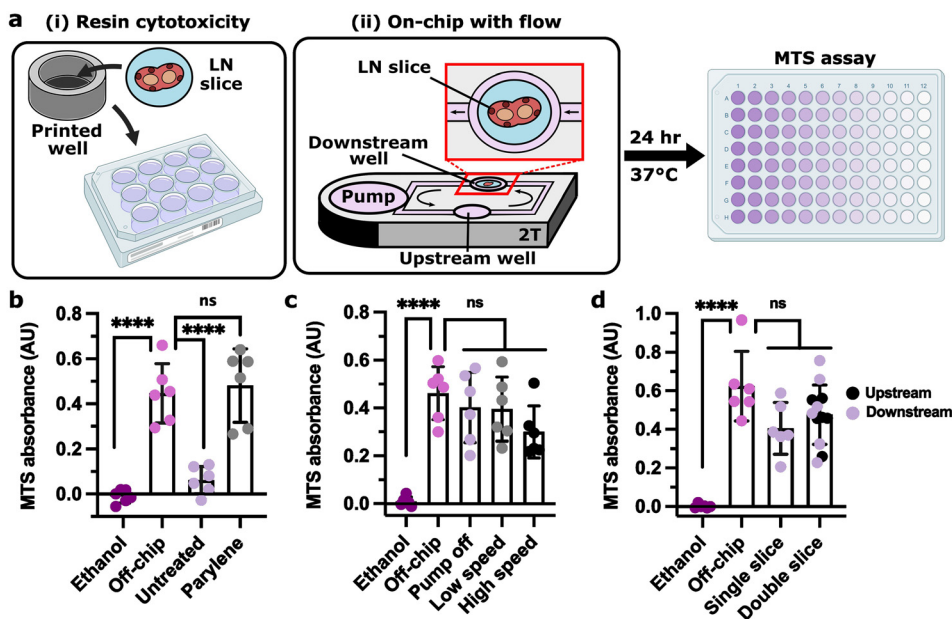 a
(i) Resin cytotoxicity
LN
slice
Printed
well
(ii) On-chip with flow
LN slice
Downstream
well
Pump
2T
Upstream well
24 hr
37°C
MTS assay
1 2 3 4 5 6 7 8 9 10 11 12
A
B
C
D
E
F
G
H
b
MTS absorbance (AU)
0.8
0.6
0.4
0.2
0.0
****
****
ns
Ethanol
Off-chip
Untreated
Parylene
c
MTS absorbance (AU)
0.8
0.6
0.4
0.2
0.0
****
ns
Ethanol
Off-chip
Pump off
Low speed
High speed
d
MTS absorbance (AU)
1.0
0.8
0.6
0.4
0.2
0.0
****
ns
Ethanol
Off-chip
Single slice
Double slice
Upstream
Downstream